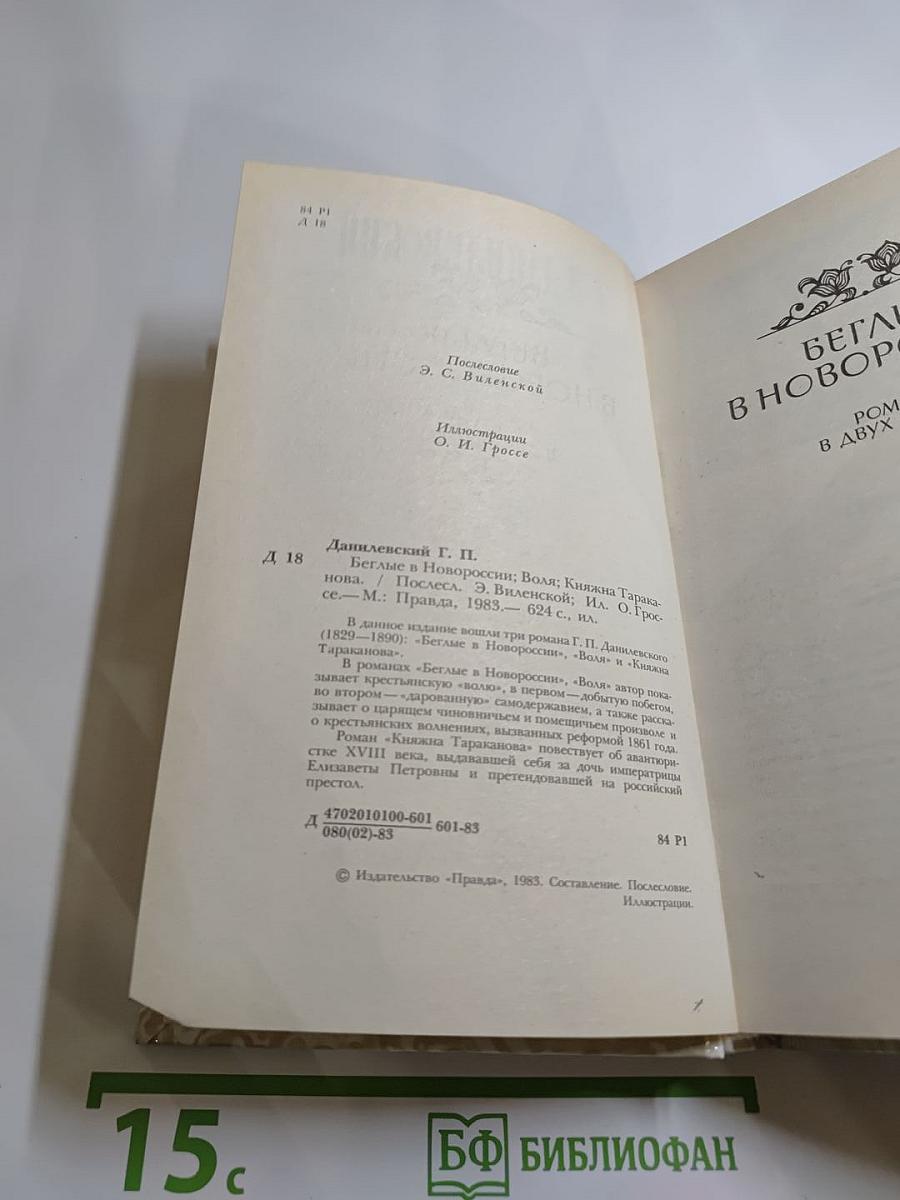 84 Р1
Д 18
Послесловие
Э. С. Виленской
Иллюстрации
О. И. Гроссе
Данилевский Г. П.
Д 18
Беглые в Новороссии; Воля; Княжна Тарака-
нова. / Послесл. Э. Виленской; Ил. О. Грос-
се.— М.: Правда, 1983.— 624 с., ил.
В данное издание вошли три романа Г. П. Данилевского
(1829—1890): «Беглые в Новороссии», «Воля» и «Княжна
Тараканова».
В романах «Беглые в Новороссии», «Воля» автор пока-
зывает крестьянскую «волю», в первом — добытую побегом,
во втором — «дарованную» самодержавием, а также расска-
зывает о царящем чиновничьем и помещичьем произволе и
о крестьянских волнениях, вызванных реформой 1861 года.
Роман «Княжна Тараканова» повествует об авантюри-
стке XVIII века, выдававшей себя за дочь императрицы
Елизаветы Петровны и претендовавшей на российский
престол.
Д 4702010100-601 601-83
080(02)-83
84 Р1
© Издательство «Правда», 1983. Составление. Послесловие.
Иллюстрации.
БЕГЛЫ
В НОВОРО
РОМ
В ДВУХ
15 с
БФ БИБЛИОФАН